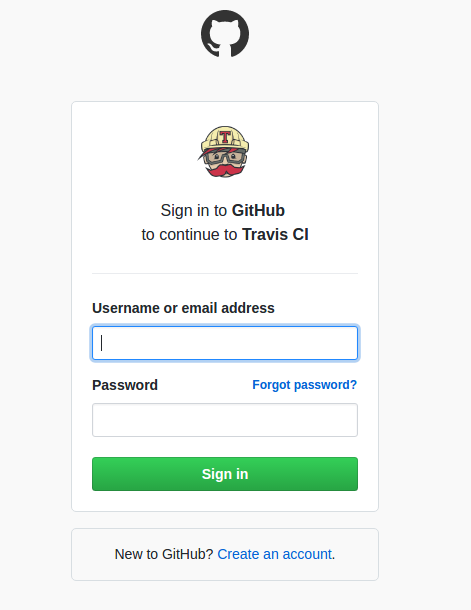 T
Sign in to GitHub
to continue to Travis CI
Username or email address
Password Forgot password?
Sign in
New to GitHub? Create an account.